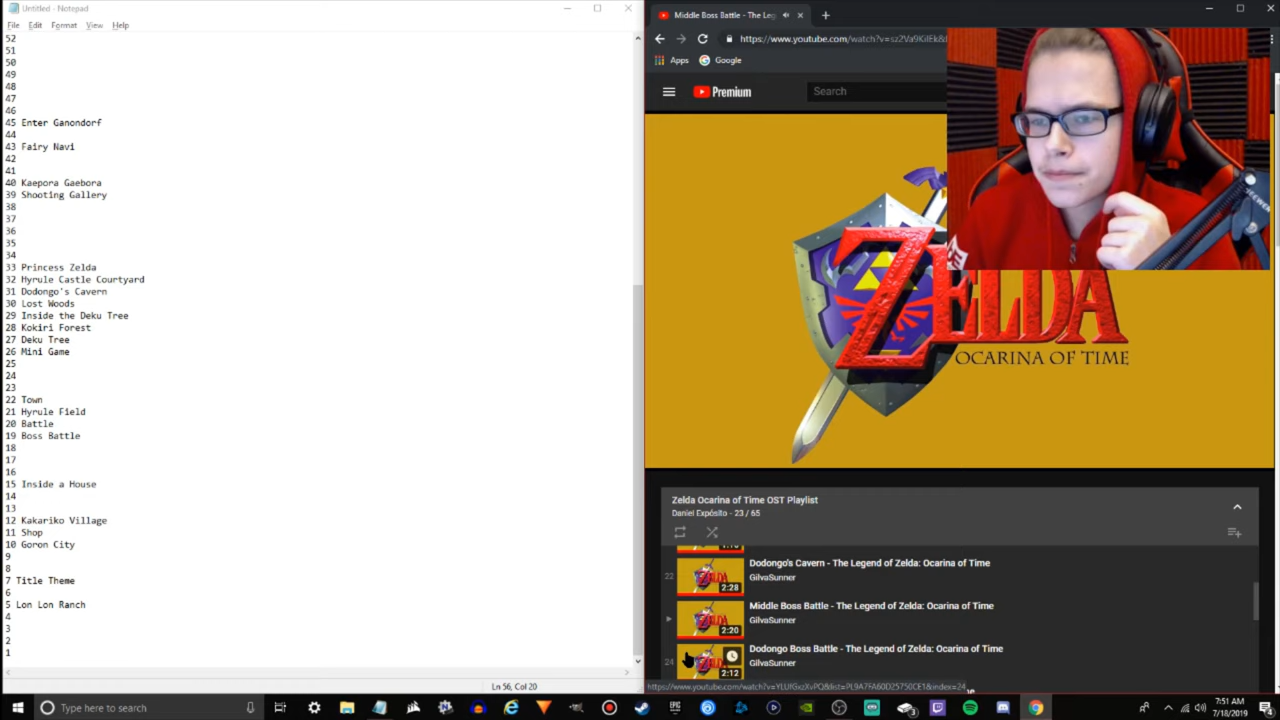 Untitled - Notepad
File Edit Format View Help
52
51
50
49
48
47
46
45 Enter Ganondorf
44
43 Fairy Navi
42
41
40 Kaepora Gaebora
39 Shooting Gallery
38
37
36
35
34
33 Princess Zelda
32 Hyrule Castle Courtyard
31 Dodongo's Cavern
30 Lost Woods
29 Inside the Deku Tree
28 Kokiri Forest
27 Deku Tree
26 Mini Game
25
24
23
22 Town
21 Hyrule Field
20 Battle
19 Boss Battle
18
17
16
15 Inside a House
14
13
12 Kakariko Village
11 Shop
10 Goron City
9
8
7 Title Theme
6
5 Lon Lon Ranch
4
3
2
1
Ln 56, Col 20
Middle Boss Battle - The Leg
https://www.youtube.com/watch?v=sz2Va9KilEk&
Apps Google
Premium
Search
ZELDA
OCARINA OF TIME
Zelda Ocarina of Time OST Playlist
Daniel Expósito - 23 / 65
22
Dodongo's Cavern - The Legend of Zelda: Ocarina of Time
GilvaSunner
2:28
Middle Boss Battle - The Legend of Zelda: Ocarina of Time
GilvaSunner
2:20
24
Dodongo Boss Battle - The Legend of Zelda: Ocarina of Time
GilvaSunner
2:12
Type here to search
7:51 AM
7/18/2019